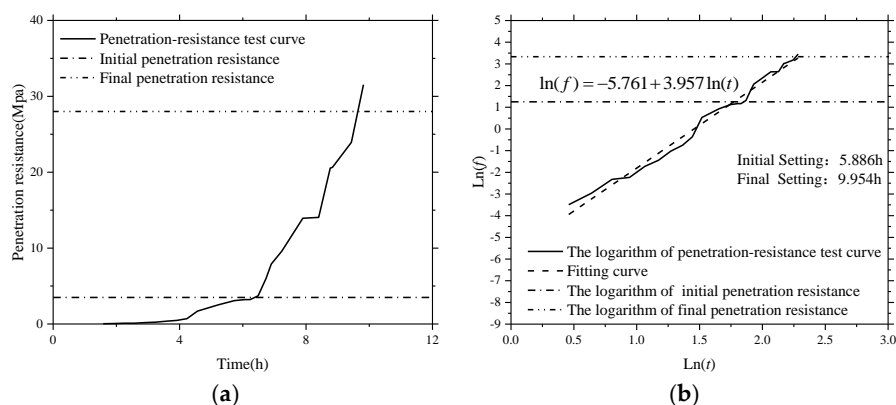 40
30
20
10
0
0
4
8
12
Penetration resistance(Mpa)
Time(h)
Penetration-resistance test curve
Initial penetration resistance
Final penetration resistance
(a)
5
4
3
2
1
0
-1
-2
-3
-4
-5
-6
-7
-8
-9
0.0
0.5
1.0
1.5
2.0
2.5
3.0
Ln(f)
Ln(t)
ln(f) = −5.761+3.957 ln(t)
Initial Setting：5.886h
Final Setting：9.954h
The logarithm of penetration-resistance test curve
Fitting curve
The logarithm of initial penetration resistance
The logarithm of final penetration resistance
(b)